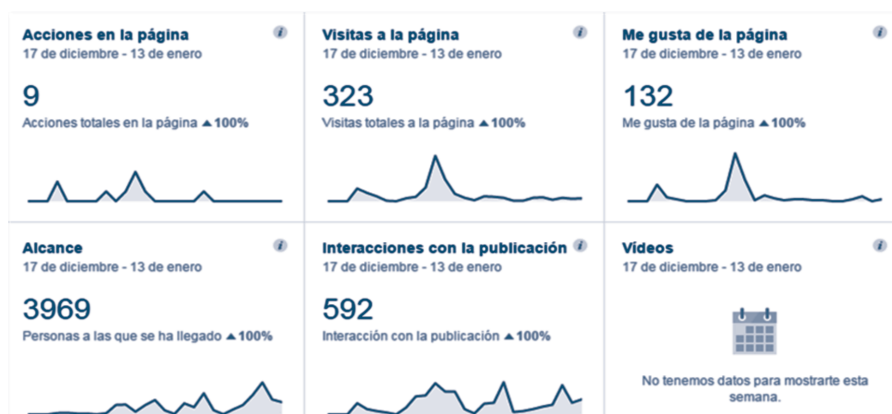 Acciones en la página
17 de diciembre - 13 de enero
9
Acciones totales en la página ▲100%
Visitas a la página
17 de diciembre - 13 de enero
323
Visitas totales a la página ▲100%
Me gusta de la página
17 de diciembre - 13 de enero
132
Me gusta de la página ▲100%
Alcance
17 de diciembre - 13 de enero
3969
Personas a las que se ha llegado ▲100%
Interacciones con la publicación
17 de diciembre - 13 de enero
592
Interacción con la publicación ▲100%
Vídeos
17 de diciembre - 13 de enero
No tenemos datos para mostrarte esta
semana.